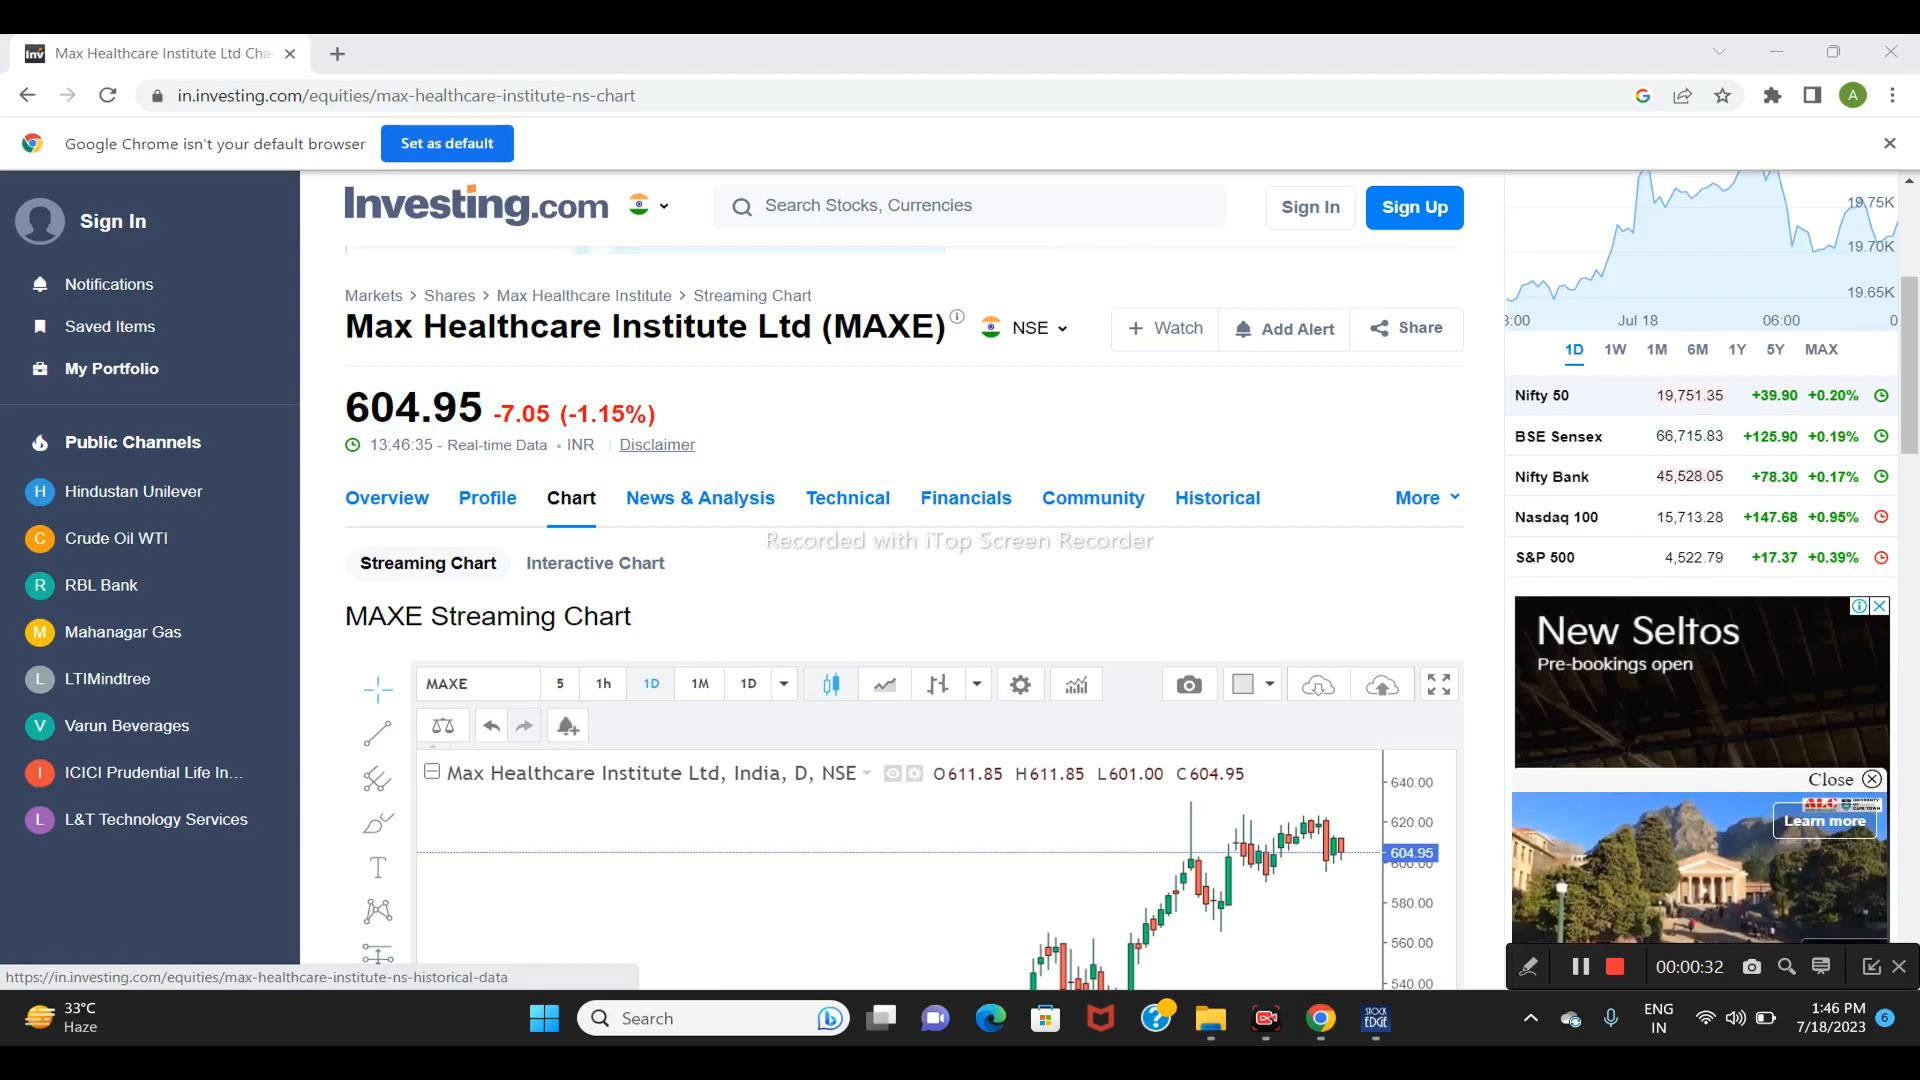 Max Healthcare Institute Ltd Cha
in.investing.com/equities/max-healthcare-institute-ns-chart
A
Google Chrome isn't your default browser
Set as default
Sign In
Notifications
Saved Items
My Portfolio
Public Channels
H Hindustan Unilever
C Crude Oil WTI
R RBL Bank
M Mahanagar Gas
L LTIMindtree
V Varun Beverages
I ICICI Prudential Life In...
L L&T Technology Services
https://in.investing.com/equities/max-healthcare-institute-ns-historical-data
Investing.com
Search Stocks, Currencies
Sign In
Sign Up
Markets > Shares > Max Healthcare Institute > Streaming Chart
Max Healthcare Institute Ltd (MAXE)
NSE
+ Watch
Add Alert
Share
604.95 -7.05 (-1.15%)
13:46:35 - Real-time Data • INR | Disclaimer
Overview Profile Chart News & Analysis Technical Financials Community Historical More
Recorded with iTop Screen Recorder
Streaming Chart Interactive Chart
MAXE Streaming Chart
MAXE 5 1h 1D 1M 1D
Max Healthcare Institute Ltd, India, D, NSE O611.85 H611.85 L601.00 C604.95
640.00
620.00
604.95
600.00
580.00
560.00
540.00
19.75K
19.70K
19.65K
3:00 Jul 18 06:00 0
1D 1W 1M 6M 1Y 5Y MAX
Nifty 50 19,751.35 +39.90 +0.20%
BSE Sensex 66,715.83 +125.90 +0.19%
Nifty Bank 45,528.05 +78.30 +0.17%
Nasdaq 100 15,713.28 +147.68 +0.95%
S&P 500 4,522.79 +17.37 +0.39%
New Seltos
Pre-bookings open
Close
ALG
Learn more
00:00:32
33°C
Haze
Search
STOCK EDGE
ENG
IN
1:46 PM
7/18/2023
6